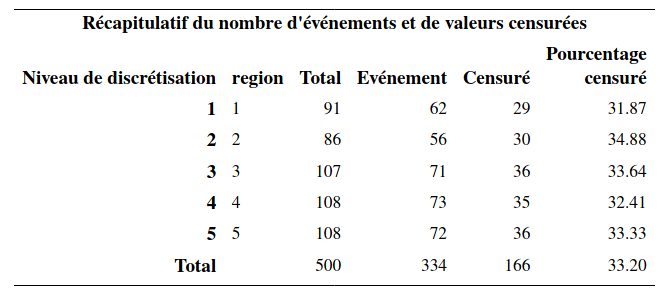 Récapitulatif du nombre d'événements et de valeurs censurées
Pourcentage
Niveau de discrétisation region Total Evénement Censuré censuré
1 1 91 62 29 31.87
2 2 86 56 30 34.88
3 3 107 71 36 33.64
4 4 108 73 35 32.41
5 5 108 72 36 33.33
Total 500 334 166 33.20